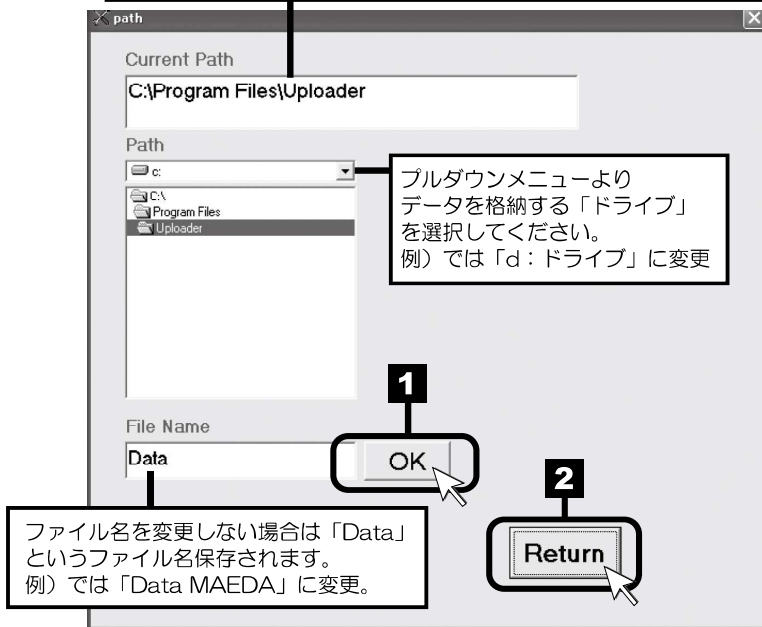 path
Current Path
C:\Program Files\Uploader
Path
c:
C:\
Program Files
Uploader
プルダウンメニューより
データを格納する「ドライブ」
を選択してください。
例）では「d：ドライブ」に変更
1
File Name
Data
OK
2
ファイル名を変更しない場合は「Data」
というファイル名保存されます。
例）では「Data MAEDA」に変更。
Return